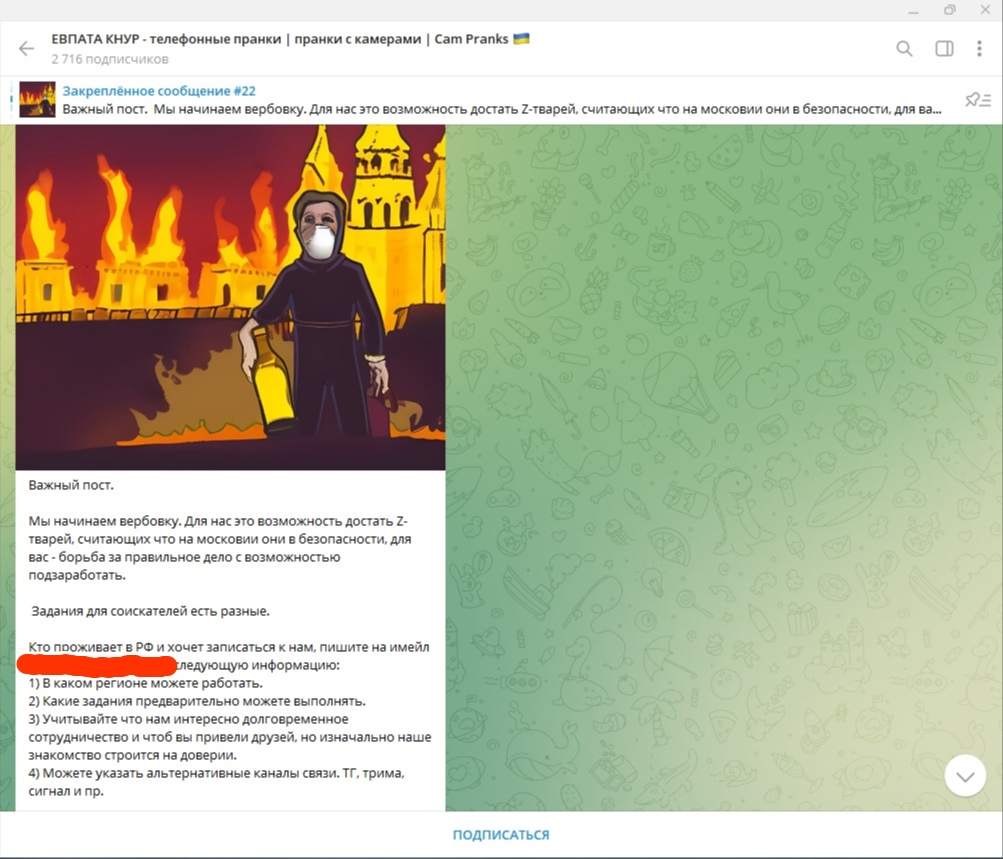 ЕВПАТА КНУР - телефонные пранки | пранки с камерами | Cam Pranks 🇺🇦
2 716 подписчиков
Закреплённое сообщение #22
Важный пост. Мы начинаем вербовку. Для нас это возможность достать Z-тварей, считающих что на московии они в безопасности, для ва...
Важный пост.
Мы начинаем вербовку. Для нас это возможность достать Z-
тварей, считающих что на московии они в безопасности, для
вас - борьба за правильное дело с возможностью
подзаработать.
Задания для соискателей есть разные.
Кто проживает в РФ и хочет записаться к нам, пишите на имейл
следующую информацию:
1) В каком регионе можете работать.
2) Какие задания предварительно можете выполнять.
3) Учитывайте что нам интересно долговременное
сотрудничество и чтоб вы привели друзей, но изначально наше
знакомство строится на доверии.
4) Можете указать альтернативные каналы связи. ТГ, трима,
сигнал и пр.
ПОДПИСАТЬСЯ